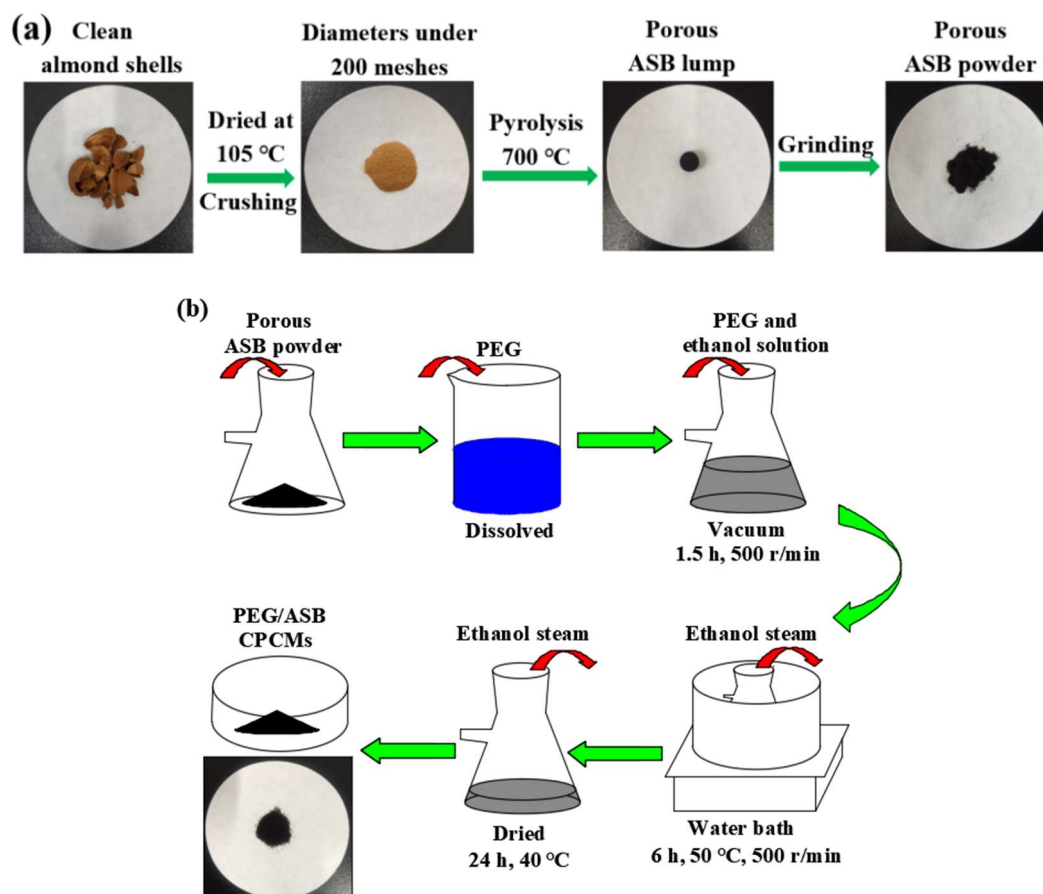 (a)
Clean
almond shells
Dried at
105 °C
Crushing
Diameters under
200 meshes
Pyrolysis
700 °C
Porous
ASB lump
Grinding
Porous
ASB powder
(b)
Porous
ASB powder
PEG
Dissolved
PEG and
ethanol solution
Vacuum
1.5 h, 500 r/min
Ethanol steam
Water bath
6 h, 50 °C, 500 r/min
Ethanol steam
Dried
24 h, 40 °C
PEG/ASB
CPCMs